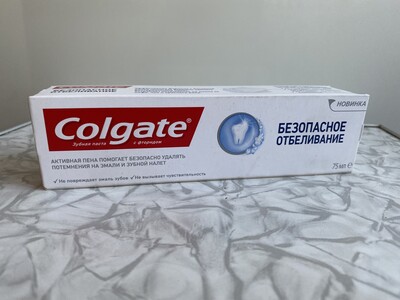 НОВИНКА
Colgate®
Зубная паста с фторидом
БЕЗОПАСНОЕ
ОТБЕЛИВАНИЕ
АКТИВНАЯ ПЕНА ПОМОГАЕТ БЕЗОПАСНО УДАЛЯТЬ
ПОТЕМНЕНИЯ НА ЭМАЛИ И ЗУБНОЙ НАЛЕТ
✓Не повреждает эмаль зубов ✓Не вызывает чувствительность
75 мл ℮